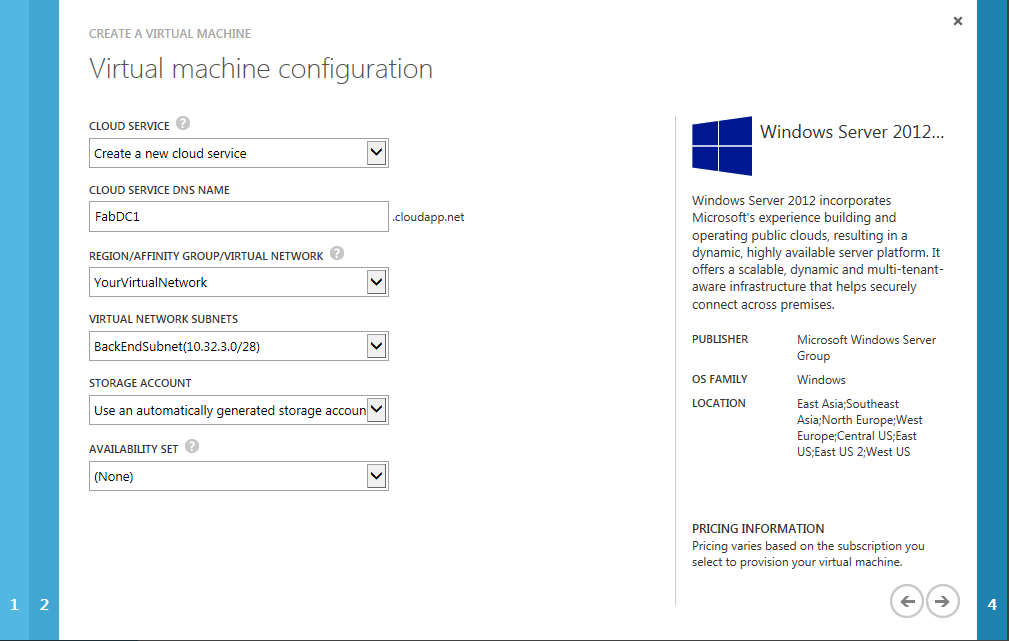 CREATE A VIRTUAL MACHINE
Virtual machine configuration
CLOUD SERVICE ?
Create a new cloud service
CLOUD SERVICE DNS NAME
FabDC1 .cloudapp.net
REGION/AFFINITY GROUP/VIRTUAL NETWORK ?
YourVirtualNetwork
VIRTUAL NETWORK SUBNETS
BackEndSubnet(10.32.3.0/28)
STORAGE ACCOUNT
Use an automatically generated storage accoun
AVAILABILITY SET ?
(None)
Windows Server 2012...
Windows Server 2012 incorporates
Microsoft's experience building and
operating public clouds, resulting in a
dynamic, highly available server platform. It
offers a scalable, dynamic and multi-tenant-
aware infrastructure that helps securely
connect across premises.
PUBLISHER Microsoft Windows Server
Group
OS FAMILY Windows
LOCATION East Asia;Southeast
Asia;North Europe;West
Europe;Central US;East
US;East US 2;West US
PRICING INFORMATION
Pricing varies based on the subscription you
select to provision your virtual machine.
1 2 4